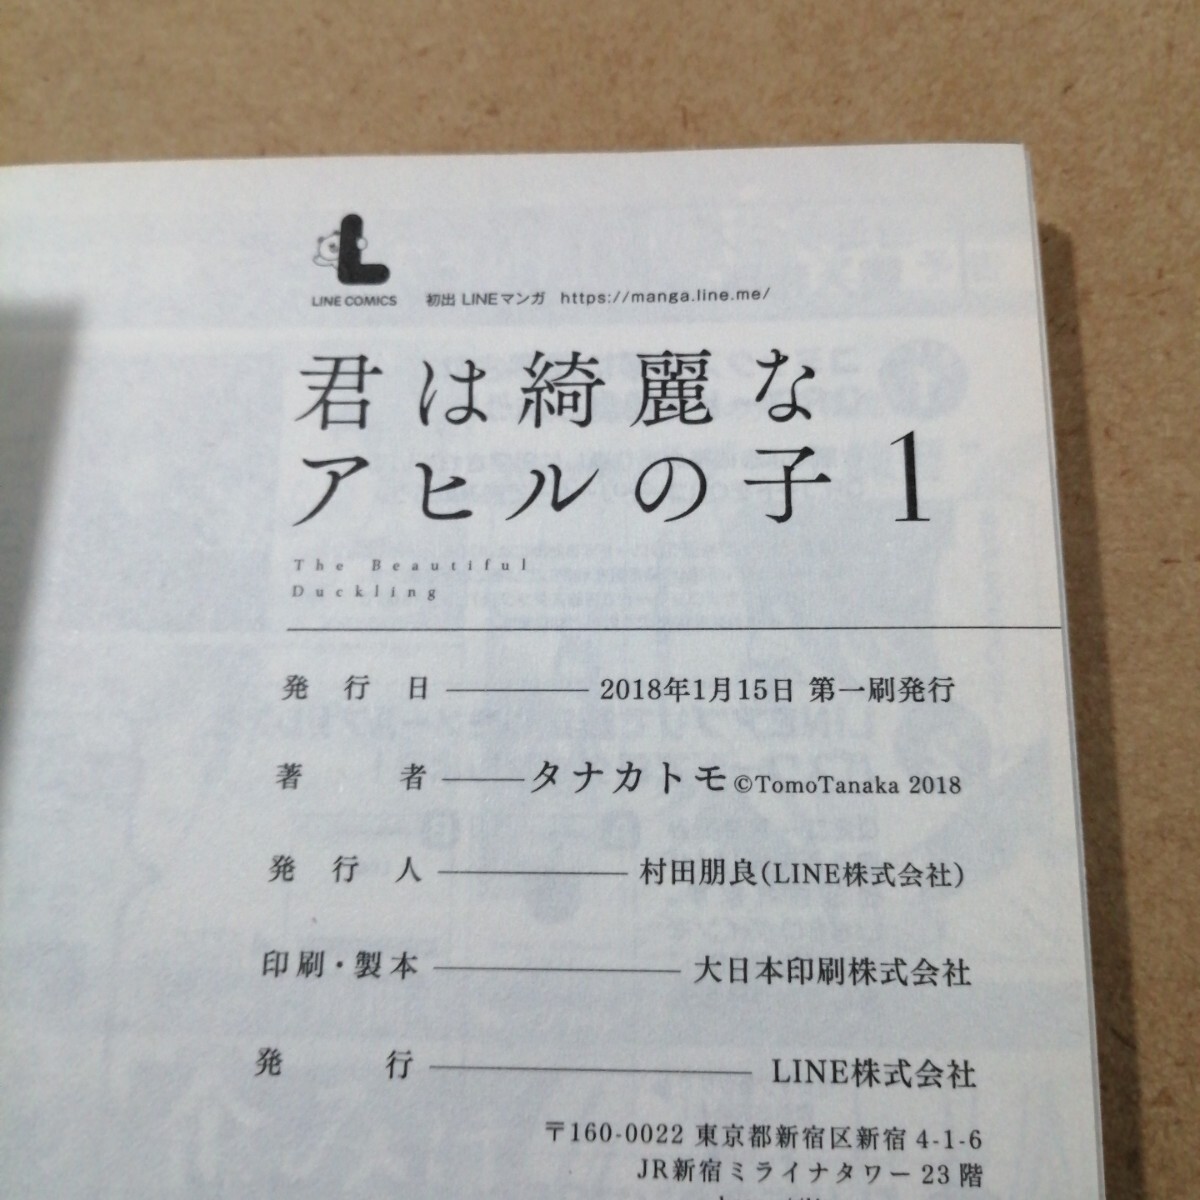 LINE COMICS 初出 LINEマンガ https://manga.line.me/
君は綺麗な
アヒルの子 1
The Beautiful
Duckling
発行日 2018年1月15日 第一刷発行
著者 タナカトモ ©TomoTanaka 2018
発行人 村田朋良(LINE株式会社)
印刷・製本 大日本印刷株式会社
発行 LINE株式会社
〒160-0022 東京都新宿区新宿 4-1-6
JR新宿ミライナタワー 23階